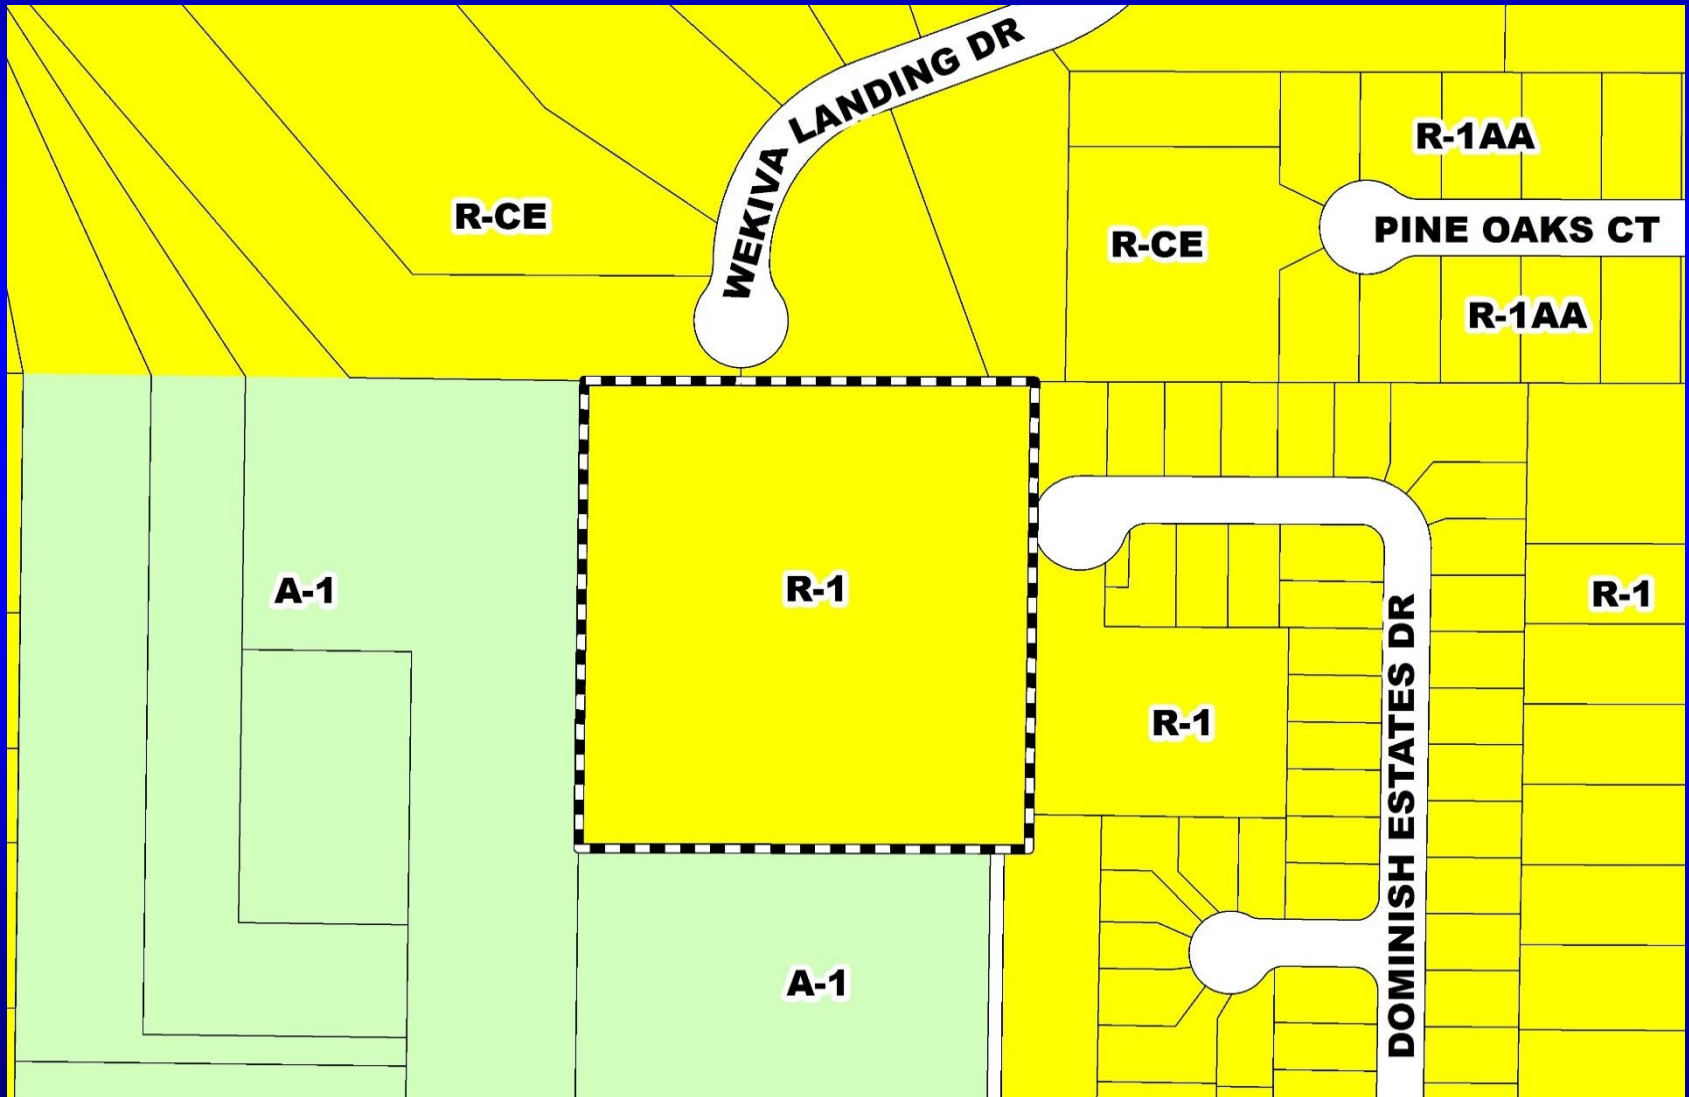 WEKIVA LANDING DR
R-1AA
R-CE
R-CE
PINE OAKS CT
R-1AA
A-1
R-1
R-1
R-1
A-1
DOMINISH ESTATES DR